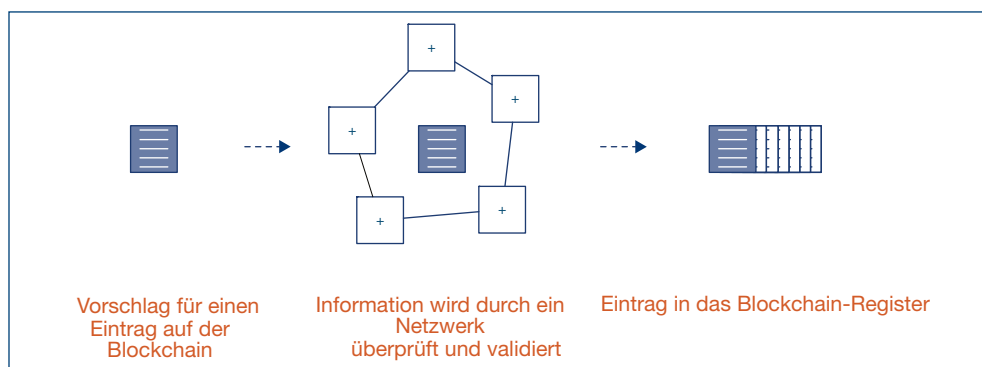 +
+
+
+
+
Vorschlag für einen
Eintrag auf der
Blockchain
Information wird durch ein
Netzwerk
überprüft und validiert
Eintrag in das Blockchain-Register